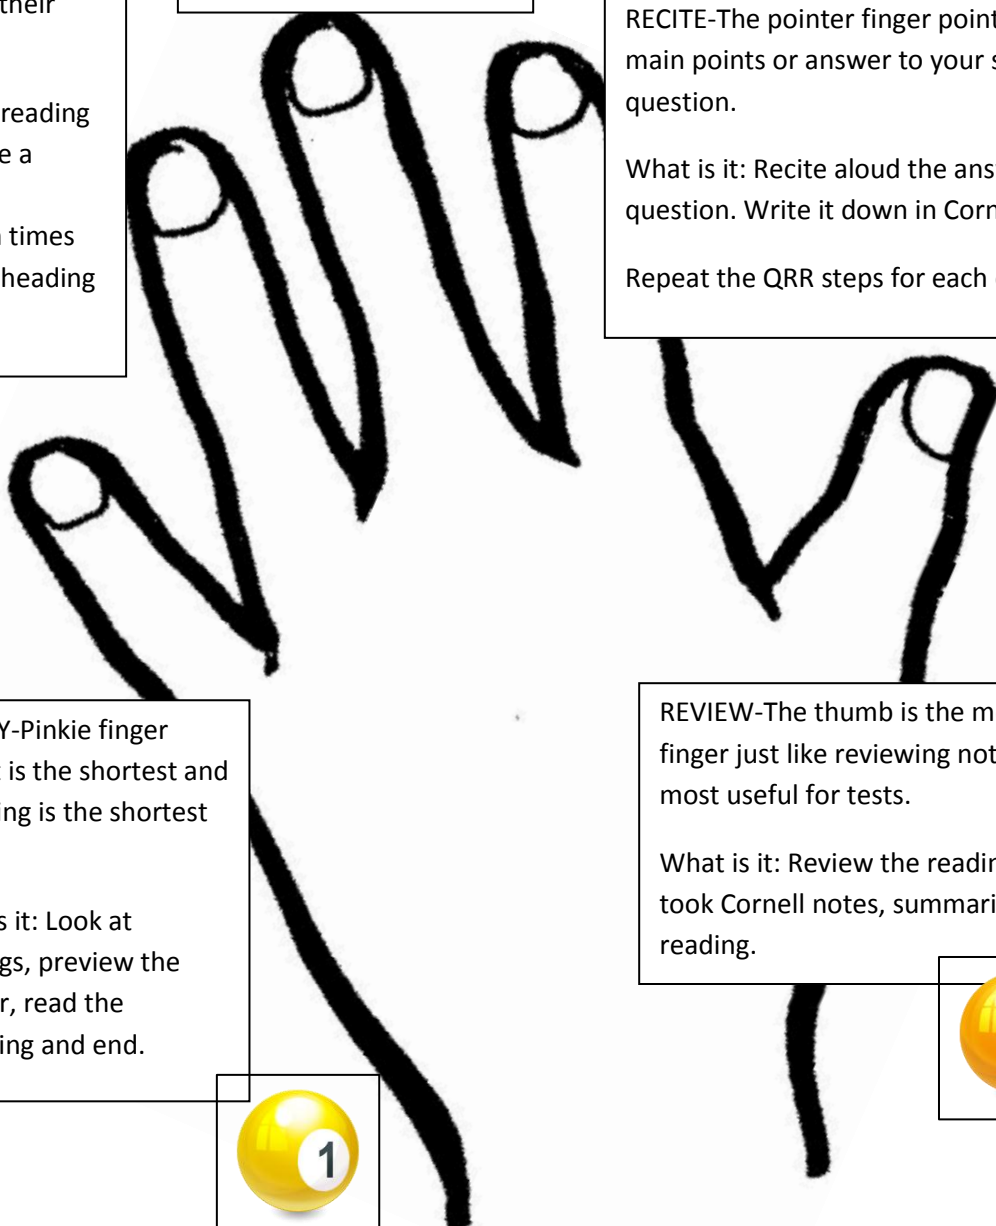 their
reading
e a
times
heading
RECITE-The pointer finger point
main points or answer to your s
question.
What is it: Recite aloud the ans
question. Write it down in Corn
Repeat the QRR steps for each
Y-Pinkie finger
is the shortest and
ing is the shortest
s it: Look at
gs, preview the
r, read the
ing and end.
1
REVIEW-The thumb is the m
finger just like reviewing not
most useful for tests.
What is it: Review the readin
took Cornell notes, summari
reading.